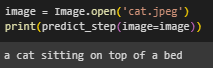 image = Image.open('cat.jpeg')
print(predict_step(image=image))
a cat sitting on top of a bed